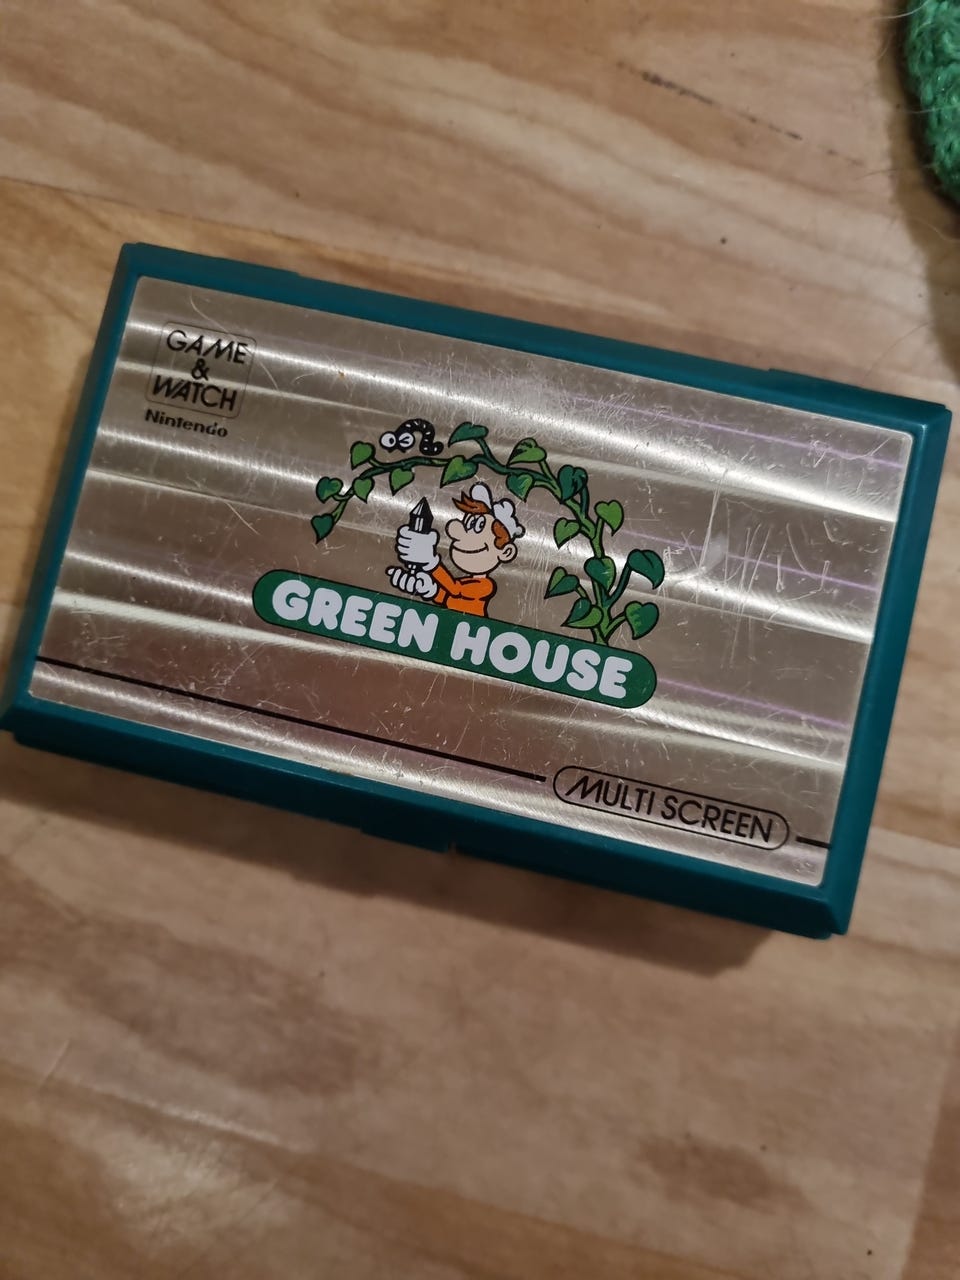 GAME
&
WATCH
Nintendo
GREEN HOUSE
MULTI SCREEN